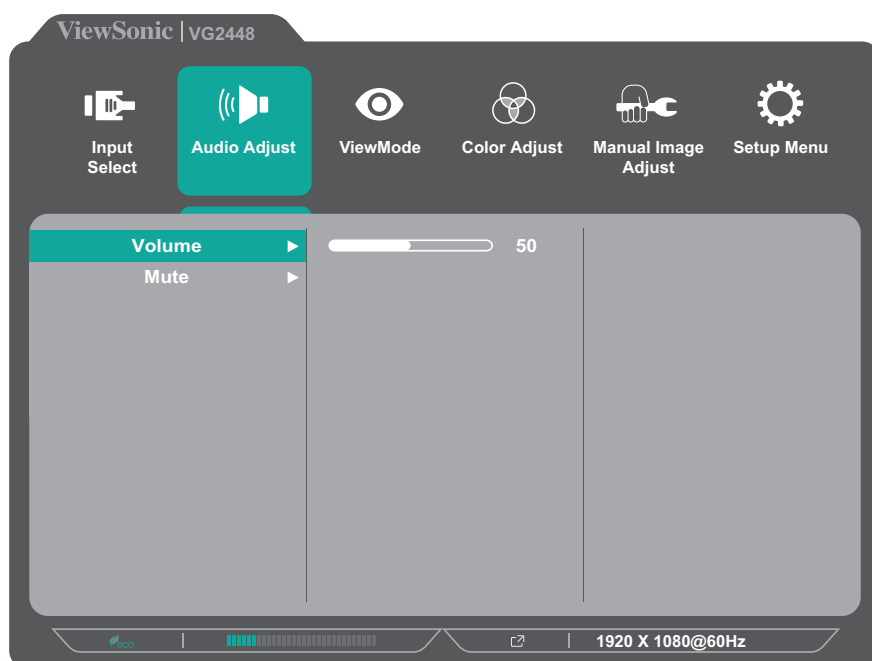 ViewSonic | VG2448
Input
Select
Audio Adjust
ViewMode
Color Adjust
Manual Image
Adjust
Setup Menu
Volume
50
Mute
eco
1920 X 1080@60Hz